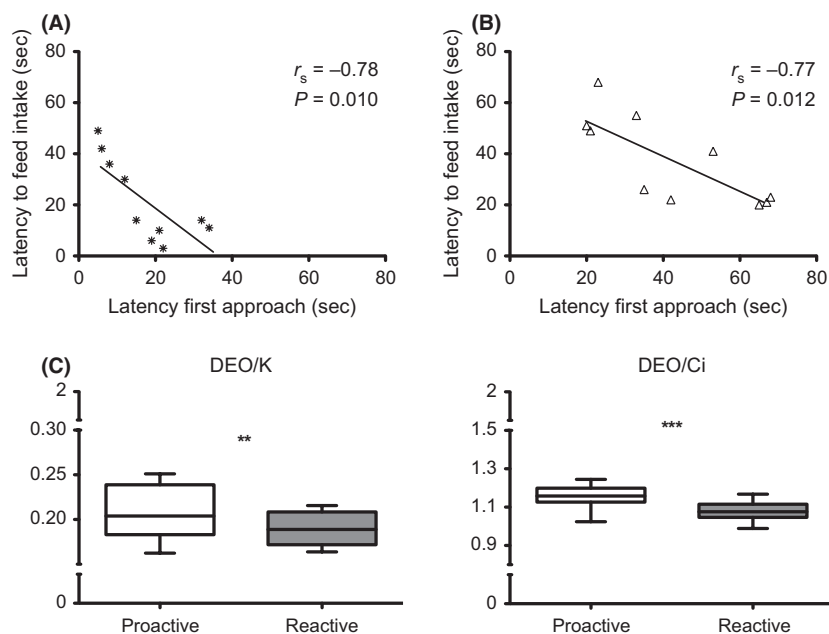 (A)
r_s = –0.78
P = 0.010
Latency to feed intake (sec)
80
60
40
20
0
0 20 40 60 80
Latency first approach (sec)
(B)
r_s = –0.77
P = 0.012
Latency to feed intake (sec)
80
60
40
20
0
0 20 40 60 80
Latency first approach (sec)
(C)
DEO/K
2
0.30
0.25
0.20
0
**
Proactive Reactive
DEO/Ci
2
1.5
1.3
1.1
0.9
0
***
Proactive Reactive